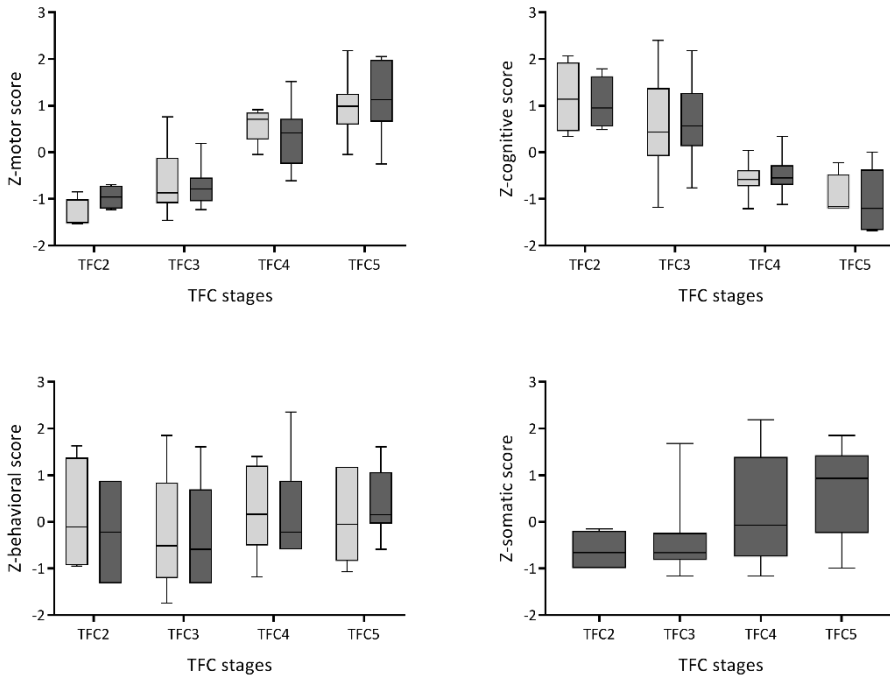 3
2
1
0
-1
-2
Z-motor score
TFC2 TFC3 TFC4 TFC5
TFC stages
3
2
1
0
-1
-2
Z-cognitive score
TFC2 TFC3 TFC4 TFC5
TFC stages
3
2
1
0
-1
-2
Z-behavioral score
TFC2 TFC3 TFC4 TFC5
TFC stages
3
2
1
0
-1
-2
Z-somatic score
TFC2 TFC3 TFC4 TFC5
TFC stages